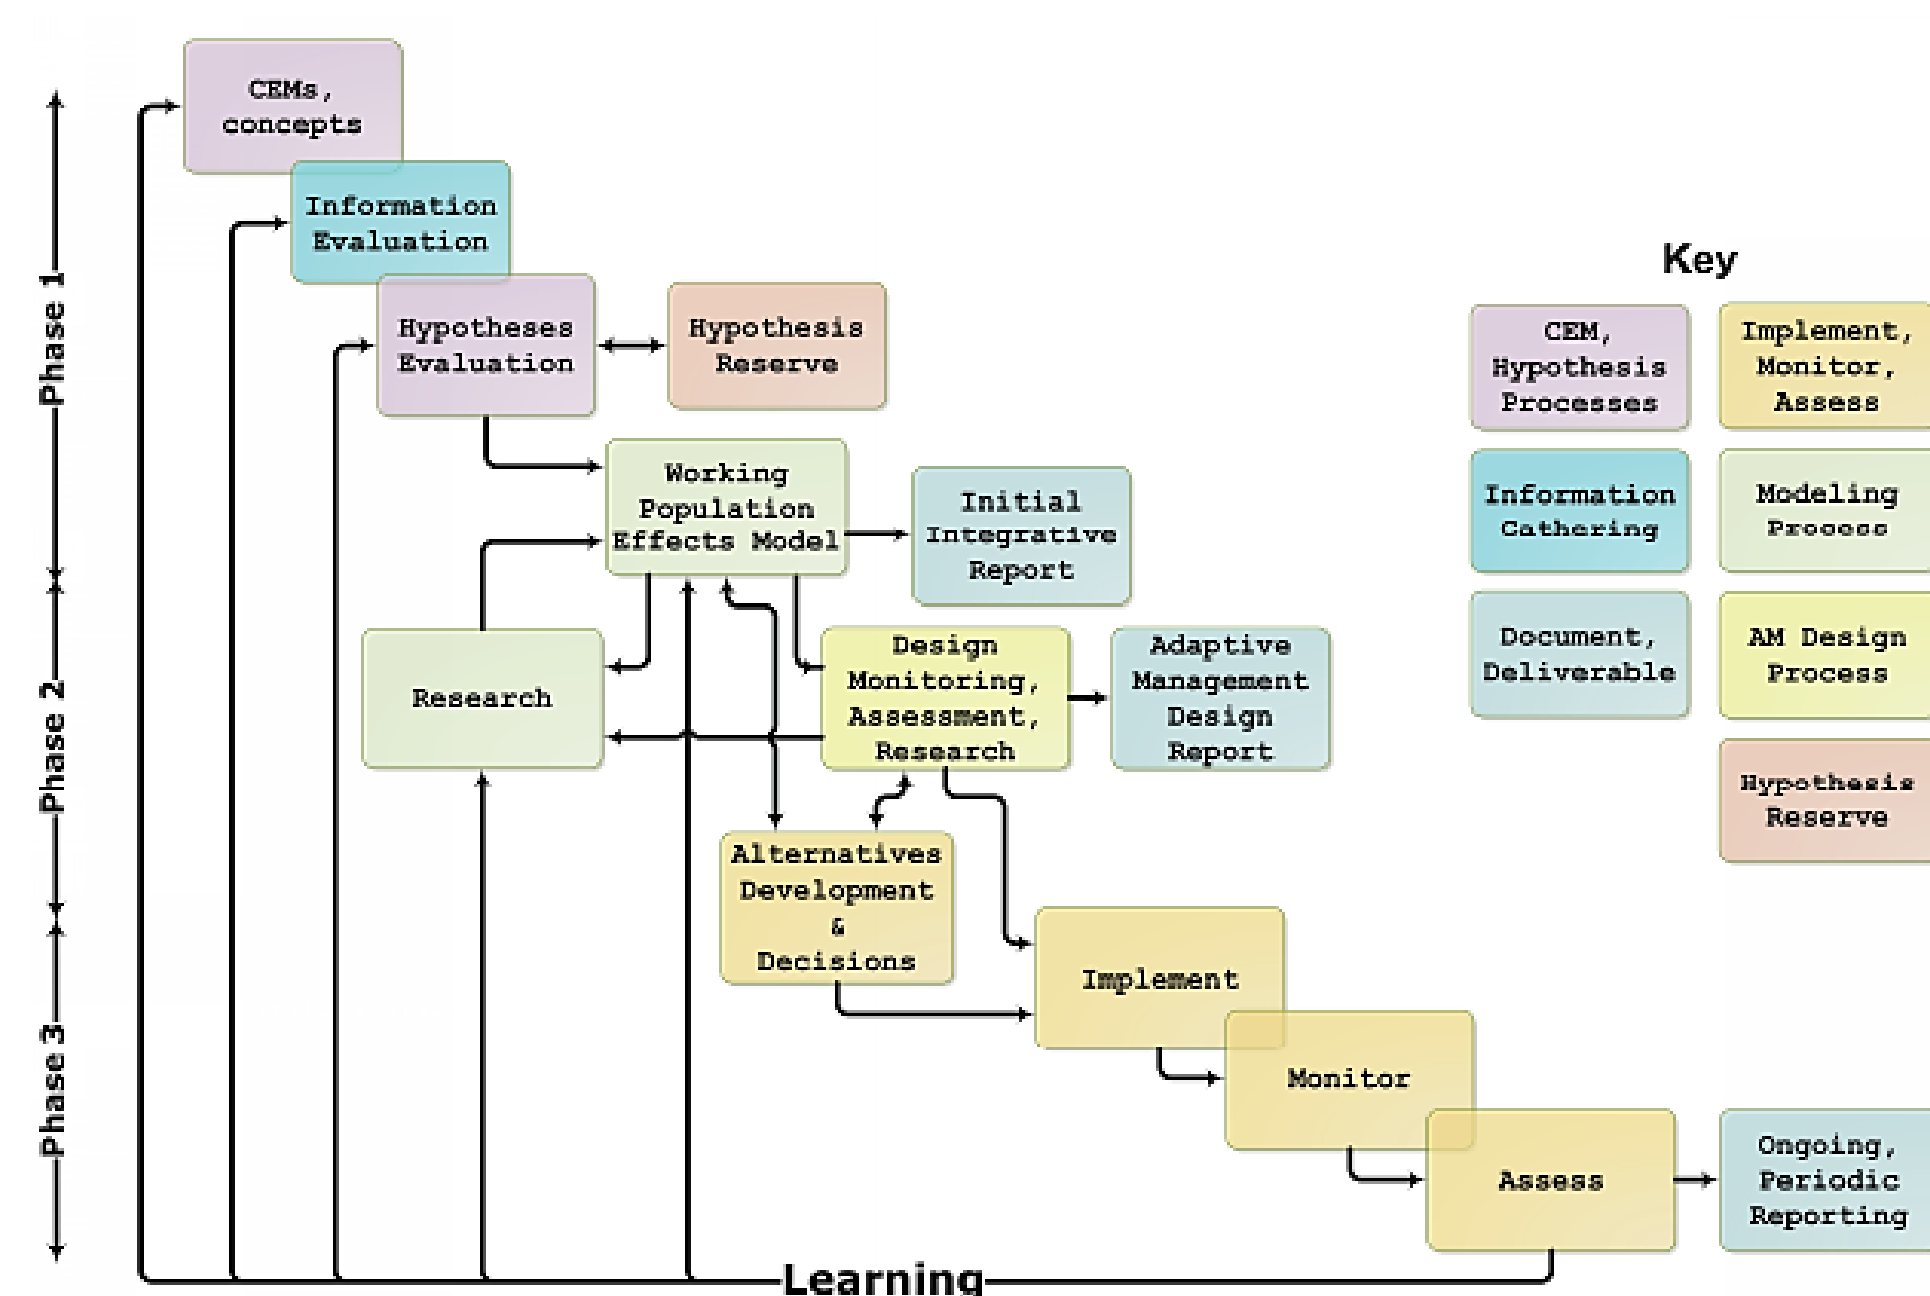 CEMs,
concepts
Information
Evaluation
Hypotheses
Evaluation
Hypothesis
Reserve
Working
Population
Effects Model
Initial
Integrative
Report
Research
Design
Monitoring,
Assessment,
Research
Adaptive
Management
Design
Report
Alternatives
Development
&
Decisions
Implement
Monitor
Assess
Ongoing,
Periodic
Reporting
Learning
Phase 1
Phase 2
Phase 3
Key
CEM,
Hypothesis
Processes
Implement,
Monitor,
Assess
Information
Gathering
Modeling
Process
Document,
Deliverable
AM Design
Process
Hypothesis
Reserve